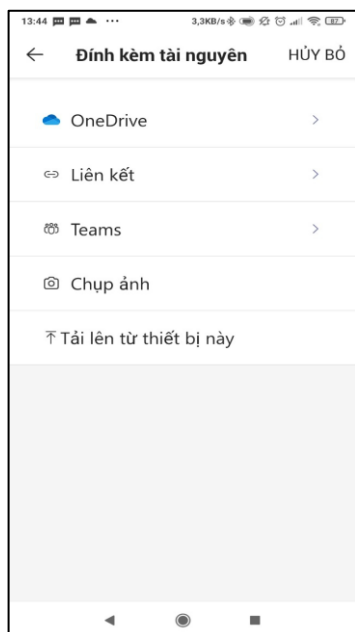 13:44 ... 3,3KB/s 87
Đính kèm tài nguyên HỦY BỎ
OneDrive
Liên kết
Teams
Chụp ảnh
Tải lên từ thiết bị này